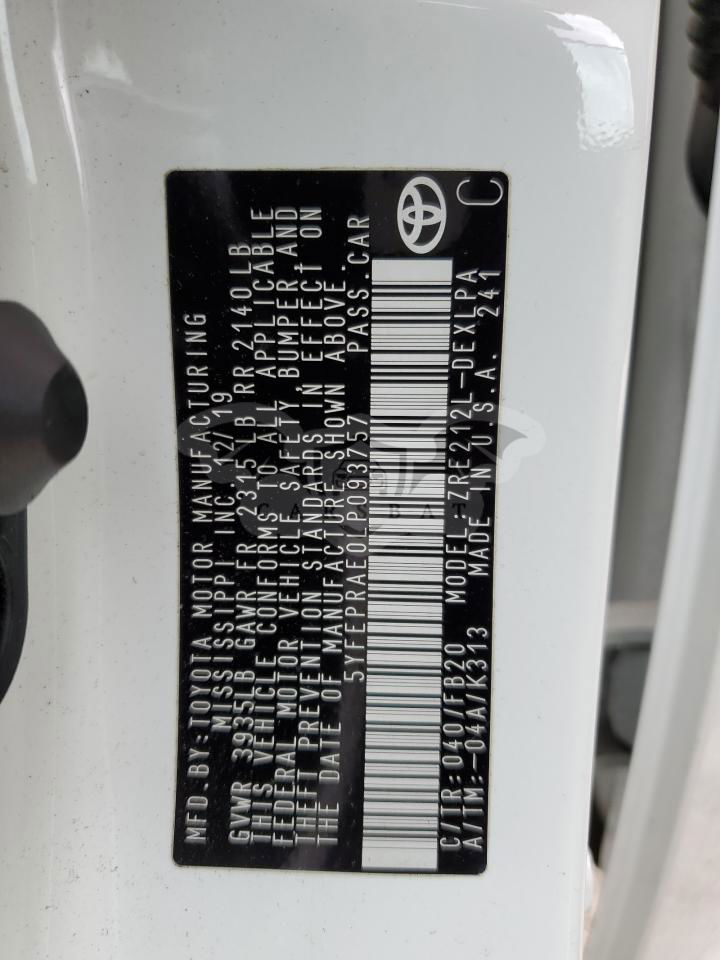 MFD.BY:TOYOTA MOTOR MANUFACTURING
MISSISSIPPI INC.12/19
GVWR 3935LB GAWR FR 2315LB RR 2140LB
THIS VEHICLE CONFORMS TO ALL APPLICABLE
FEDERAL MOTOR VEHICLE SAFETY,BUMPER AND
THEFT PREVENTION STANDARDS IN EFFECT ON
THE DATE OF MANUFACTURE SHOWN ABOVE.
5YFEPRAE0LP093757 PASS.CAR
C/TR:040/FB20 MODEL:ZRE212L-DEXLPA
A/TM:-04A/K313 MADE IN U.S.A. 241
C
CARSBAT